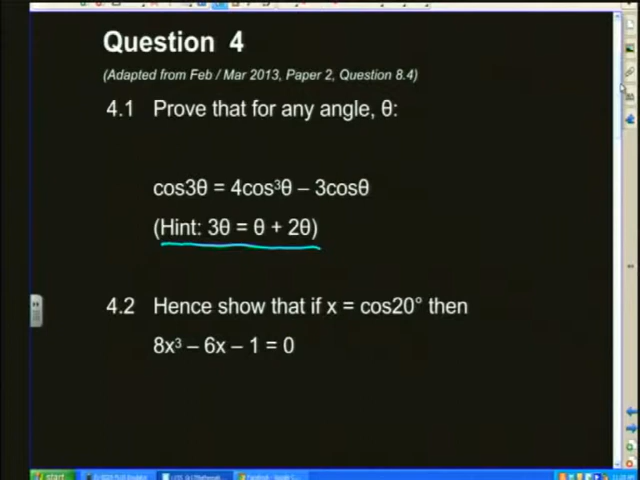 Question 4
(Adapted from Feb / Mar 2013, Paper 2, Question 8.4)
4.1 Prove that for any angle, θ:
cos3θ = 4cos³θ – 3cosθ
(Hint: 3θ = θ + 2θ)
4.2 Hence show that if x = cos20° then
8x³ – 6x – 1 = 0
start